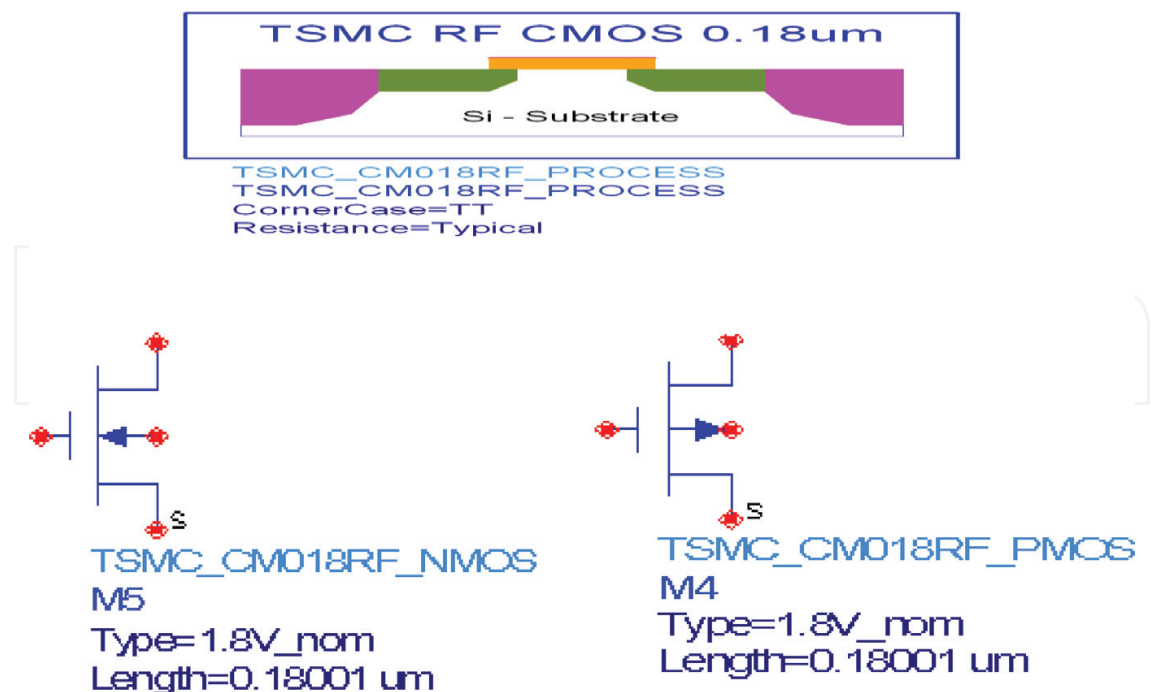 TSMC RF CMOS 0.18um
Si - Substrate
TSMC_CM018RF_PROCESS
TSMC_CM018RF_PROCESS
CornerCase=TT
Resistance=Typical
S
TSMC_CM018RF_NMOS
M5
Type=1.8V_nom
Length=0.18001 um
S
TSMC_CM018RF_PMOS
M4
Type=1.8V_nom
Length=0.18001 um